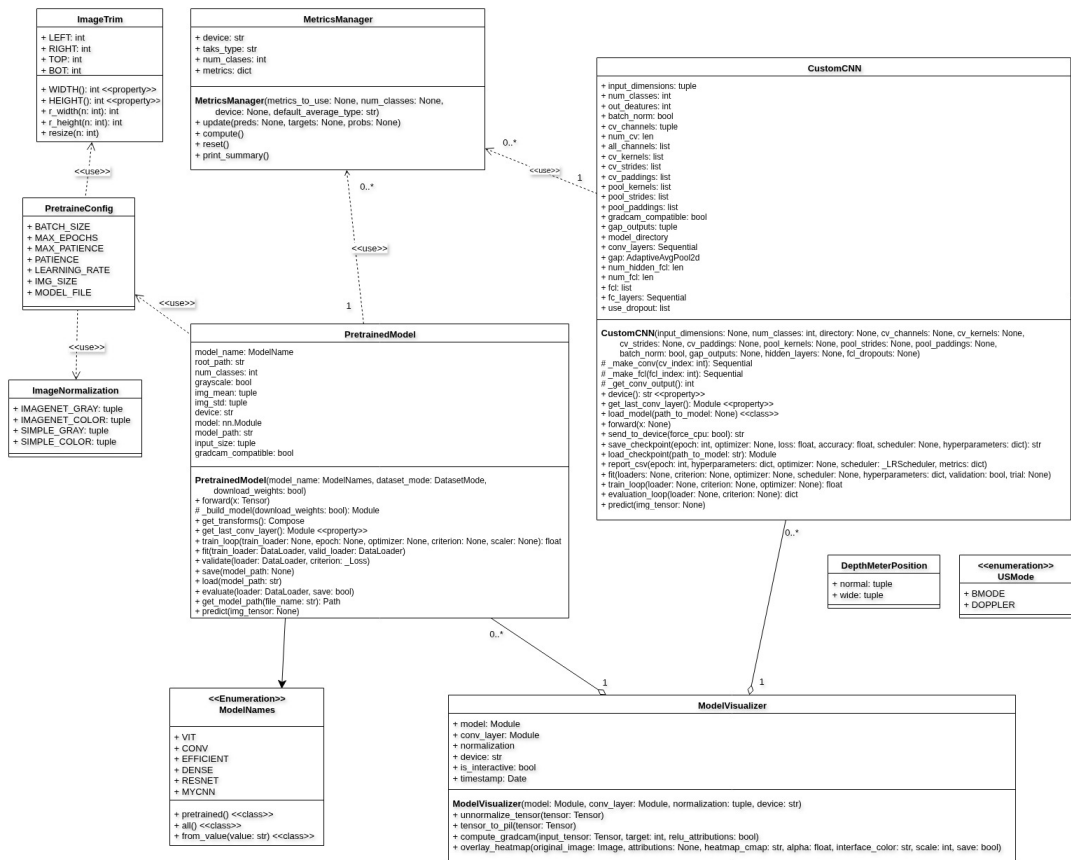 ImageTrim
+ LEFT: int
+ RIGHT: int
+ TOP: int
+ BOT: int
+ WIDTH(): int <<property>>
+ HEIGHT(): int <<property>>
+ r_width(n: int): int
+ r_height(n: int): int
+ resize(n: int)
<<use>>
PretraineConfig
+ BATCH_SIZE
+ MAX_EPOCHS
+ MAX_PATIENCE
+ PATIENCE
+ LEARNING_RATE
+ IMG_SIZE
+ MODEL_FILE
<<use>>
<<use>>
ImageNormalization
+ IMAGENET_GRAY: tuple
+ IMAGENET_COLOR: tuple
+ SIMPLE_GRAY: tuple
+ SIMPLE_COLOR: tuple
MetricsManager
+ device: str
+ taks_type: str
+ num_clases: int
+ metrics: dict
MetricsManager(metrics_to_use: None, num_classes: None,
device: None, default_average_type: str)
+ update(preds: None, targets: None, probs: None)
+ compute()
+ reset()
+ print_summary()
0..*
<<use>>
1
0..*
<<use>>
1
PretrainedModel
model_name: ModelName
root_path: str
num_classes: int
grayscale: bool
img_mean: tuple
img_std: tuple
device: str
model: nn.Module
model_path: str
input_size: tuple
gradcam_compatible: bool
PretrainedModel(model_name: ModelNames, dataset_mode: DatasetMode,
download_weights: bool)
+ forward(x: Tensor)
# _build_model(download_weights: bool): Module
+ get_transforms(): Compose
+ get_last_conv_layer(): Module <<property>>
+ train_loop(train_loader: None, epoch: None, optimizer: None, criterion: None, scaler: None): float
+ fit(train_loader: DataLoader, valid_loader: DataLoader)
+ validate(loader: DataLoader, criterion: _Loss)
+ save(model_path: None)
+ load(model_path: str)
+ evaluate(loader: DataLoader, save: bool)
+ get_model_path(file_name: str): Path
+ predict(img_tensor: None)
CustomCNN
+ input_dimensions: tuple
+ num_classes: int
+ out_deatures: int
+ batch_norm: bool
+ cv_channels: tuple
+ num_cv: len
+ all_channels: list
+ cv_kernels: list
+ cv_strides: list
+ cv_paddings: list
+ pool_kernels: list
+ pool_strides: list
+ pool_paddings: list
+ gradcam_compatible: bool
+ gap_outputs: tuple
+ model_directory
+ conv_layers: Sequential
+ gap: AdaptiveAvgPool2d
+ num_hidden_fcl: len
+ num_fcl: len
+ fcl: list
+ fc_layers: Sequential
+ use_dropout: list
CustomCNN(input_dimensions: None, num_classes: int, directory: None, cv_channels: None, cv_kernels: None,
cv_strides: None, cv_paddings: None, pool_kernels: None, pool_strides: None, pool_paddings: None,
batch_norm: bool, gap_outputs: None, hidden_layers: None, fcl_dropouts: None)
# _make_conv(cv_index: int): Sequential
# _make_fcl(fcl_index: int): Sequential
# _get_conv_output(): int
+ device(): str <<property>>
+ get_last_conv_layer(): Module <<property>>
+ load_model(path_to_model: None) <<class>>
+ forward(x: None)
+ send_to_device(force_cpu: bool): str
+ save_checkpoint(epoch: int, optimizer: None, loss: float, accuracy: float, scheduler: None, hyperparameters: dict): str
+ load_checkpoint(path_to_model: str): Module
+ report_csv(epoch: int, hyperparameters: dict, optimizer: None, scheduler: _LRScheduler, metrics: dict)
+ fit(loaders: None, criterion: None, optimizer: None, scheduler: None, hyperparameters: dict, validation: bool, trial: None)
+ train_loop(loader: None, criterion: None, optimizer: None): float
+ evaluation_loop(loader: None, criterion: None): dict
+ predict(img_tensor: None)
0..*
1
0..*
1
DepthMeterPosition
+ normal: tuple
+ wide: tuple
<<enumeration>>
USMode
+ BMODE
+ DOPPLER
<<Enumeration>>
ModelNames
+ VIT
+ CONV
+ EFFICIENT
+ DENSE
+ RESNET
+ MYCNN
+ pretrained() <<class>>
+ all() <<class>>
+ from_value(value: str) <<class>>
ModelVisualizer
+ model: Module
+ conv_layer: Module
+ normalization
+ device: str
+ is_interactive: bool
+ timestamp: Date
ModelVisualizer(model: Module, conv_layer: Module, normalization: tuple, device: str)
+ unnormalize_tensor(tensor: Tensor)
+ tensor_to_pil(tensor: Tensor)
+ compute_gradcam(input_tensor: Tensor, target: int, relu_attributions: bool)
+ overlay_heatmap(original_image: Image, attributions: None, heatmap_cmap: str, alpha: float, interface_color: str, scale: int, save: bool)